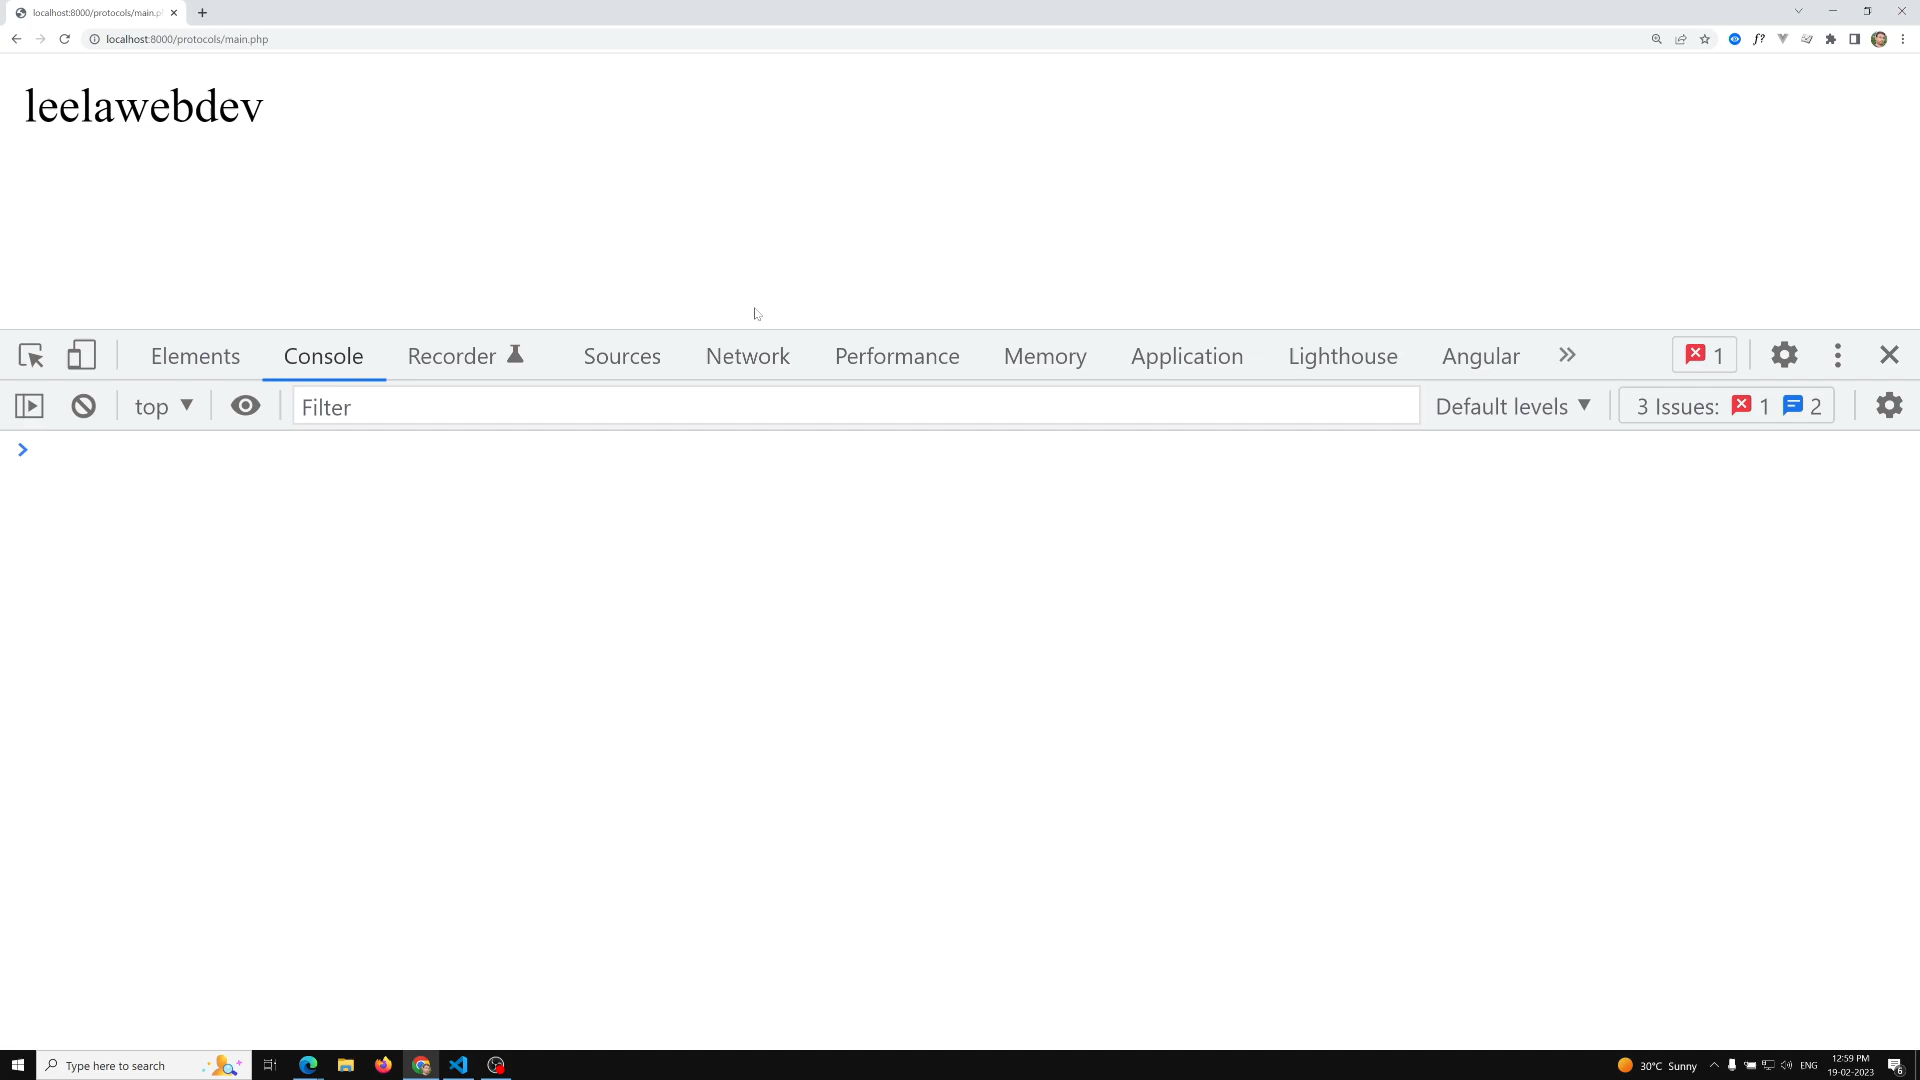 localhost:8000/protocols/main.p
localhost:8000/protocols/main.php
f?
leelawebdev
Elements Console Recorder Sources Network Performance Memory Application Lighthouse Angular 1
top Filter Default levels 3 Issues: 1 2
Type here to search
30°C Sunny
ENG
12:59 PM
19-02-2023
6